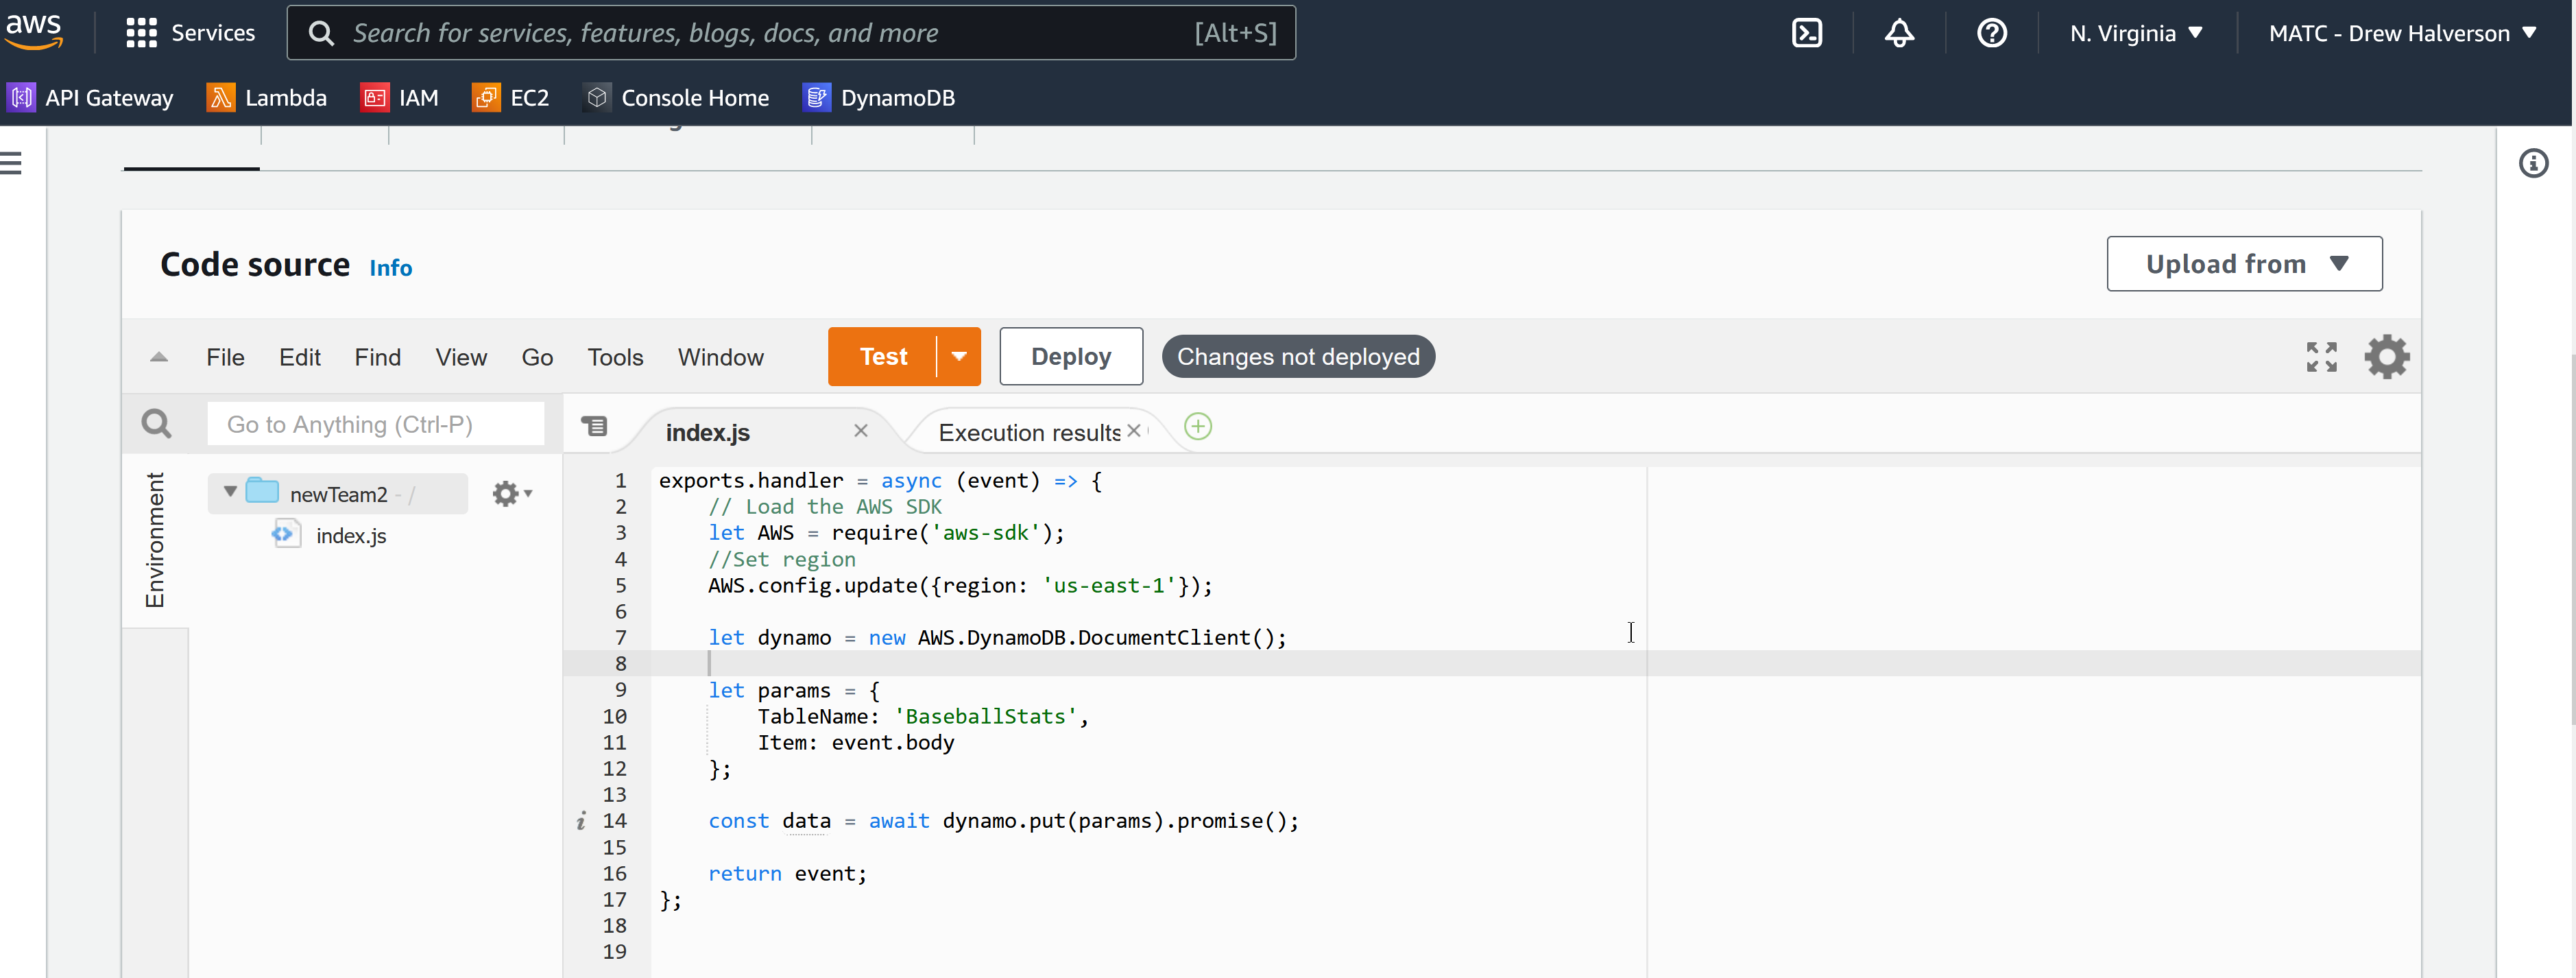 aws Services Search for services, features, blogs, docs, and more [Alt+S] N. Virginia ▼ MATC - Drew Halverson ▼
API Gateway Lambda IAM EC2 Console Home DynamoDB
Code source Info Upload from ▼
File Edit Find View Go Tools Window Test Deploy Changes not deployed
Go to Anything (Ctrl-P) index.js Execution results
Environment
newTeam2 - /
index.js
1 exports.handler = async (event) => {
2     // Load the AWS SDK
3     let AWS = require('aws-sdk');
4     //Set region
5     AWS.config.update({region: 'us-east-1'});
6
7     let dynamo = new AWS.DynamoDB.DocumentClient();
8
9     let params = {
10         TableName: 'BaseballStats',
11         Item: event.body
12     };
13
14     const data = await dynamo.put(params).promise();
15
16     return event;
17 };
18
19